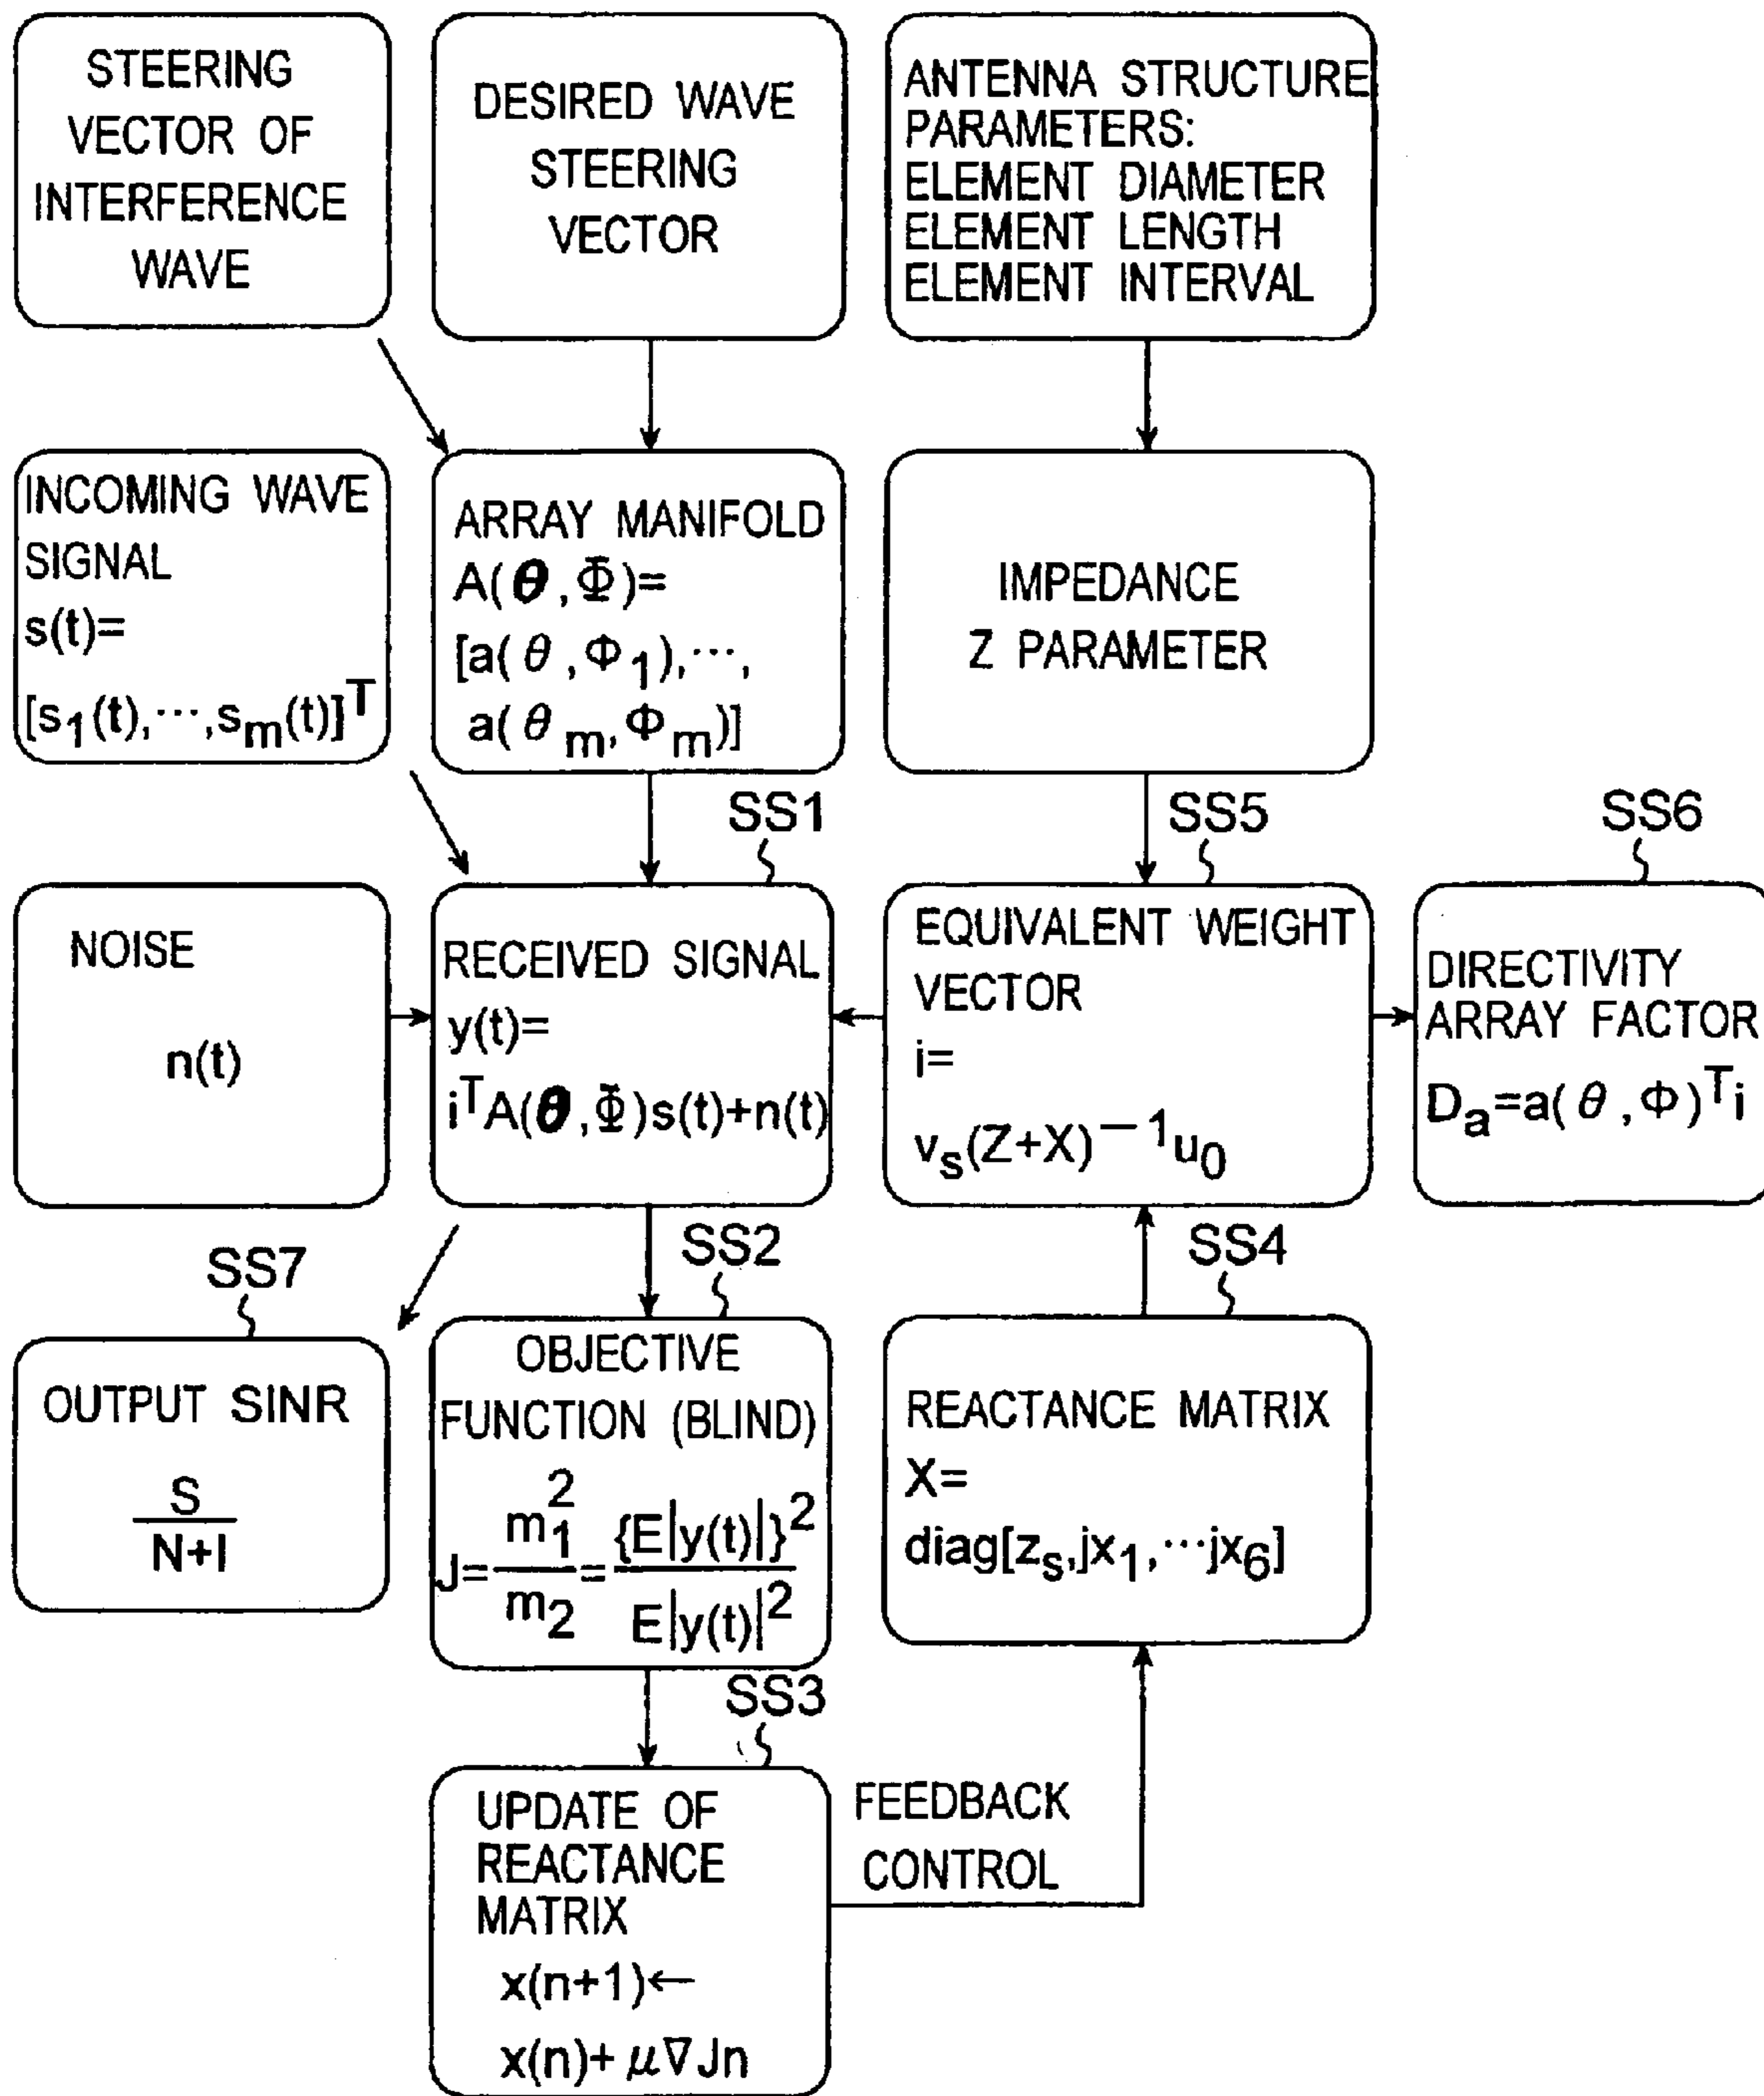 STEERING
VECTOR OF
INTERFERENCE
WAVE
DESIRED WAVE
STEERING
VECTOR
ANTENNA STRUCTURE
PARAMETERS:
ELEMENT DIAMETER
ELEMENT LENGTH
ELEMENT INTERVAL
INCOMING WAVE
SIGNAL
s(t)=
[s₁(t),⋯,sₘ(t)]ᵀ
ARRAY MANIFOLD
A(θ,Φ)=
[a(θ,Φ₁),⋯,
a(θₘ,Φₘ)]
IMPEDANCE
Z PARAMETER
NOISE
n(t)
SS1
RECEIVED SIGNAL
y(t)=
iᵀA(θ,Φ)s(t)+n(t)
SS5
EQUIVALENT WEIGHT
VECTOR
i=
vₛ(Z+X)⁻¹u₀
SS6
DIRECTIVITY
ARRAY FACTOR
Dₐ=a(θ,Φ)ᵀi
SS7
OUTPUT SINR
S
N+I
SS2
OBJECTIVE
FUNCTION (BLIND)
J=m₁²/m₂={E|y(t)|}²/E|y(t)|²
SS4
REACTANCE MATRIX
X=
diag[zₛ,jx₁,⋯jx₆]
SS3
UPDATE OF
REACTANCE
MATRIX
x(n+1)←
x(n)+μ∇Jn
FEEDBACK
CONTROL